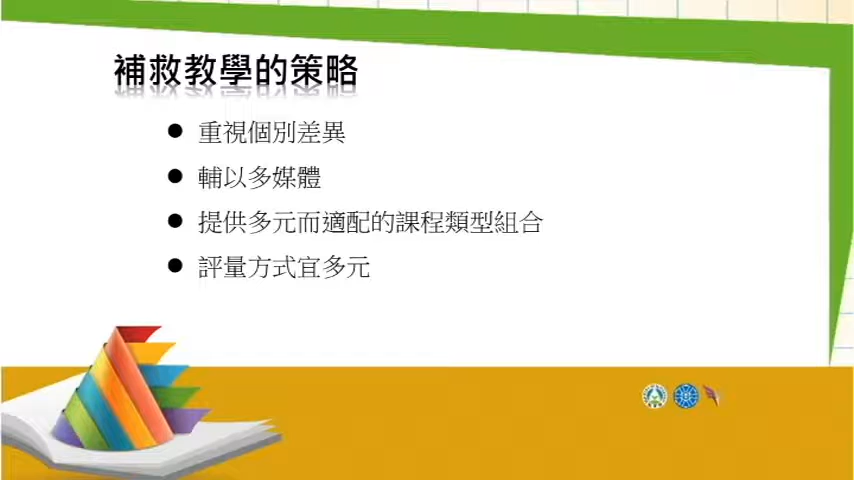 補救教學的策略
● 重視個別差異
● 輔以多媒體
● 提供多元而適配的課程類型組合
● 評量方式宜多元